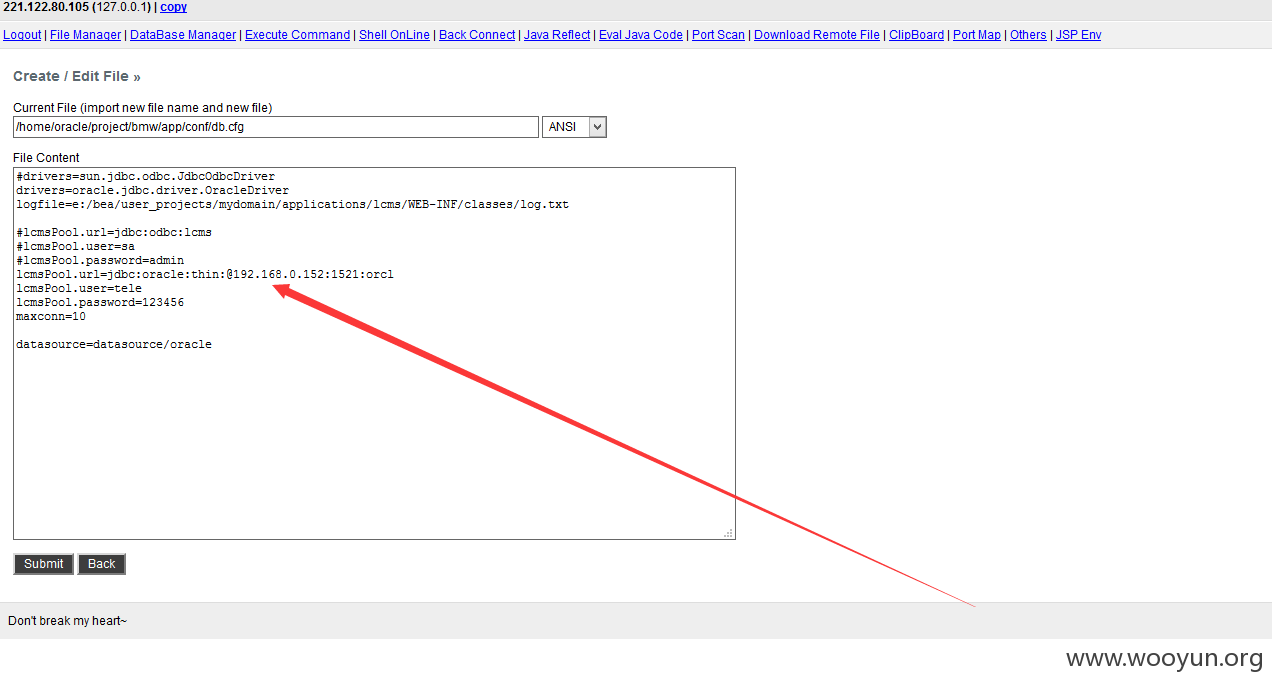 221.122.80.105 (127.0.0.1) | copy
Logout | File Manager | DataBase Manager | Execute Command | Shell OnLine | Back Connect | Java Reflect | Eval Java Code | Port Scan | Download Remote File | ClipBoard | Port Map | Others | JSP Env
Create / Edit File »
Current File (import new file name and new file)
/home/oracle/project/bmw/app/conf/db.cfg ANSI
File Content
#drivers=sun.jdbc.odbc.JdbcOdbcDriver
drivers=oracle.jdbc.driver.OracleDriver
logfile=e:/bea/user_projects/mydomain/applications/lcms/WEB-INF/classes/log.txt
#lcmsPool.url=jdbc:odbc:lcms
#lcmsPool.user=sa
#lcmsPool.password=admin
lcmsPool.url=jdbc:oracle:thin:@192.168.0.152:1521:orcl
lcmsPool.user=tele
lcmsPool.password=123456
maxconn=10
datasource=datasource/oracle
Submit Back
Don't break my heart~
www.wooyun.org